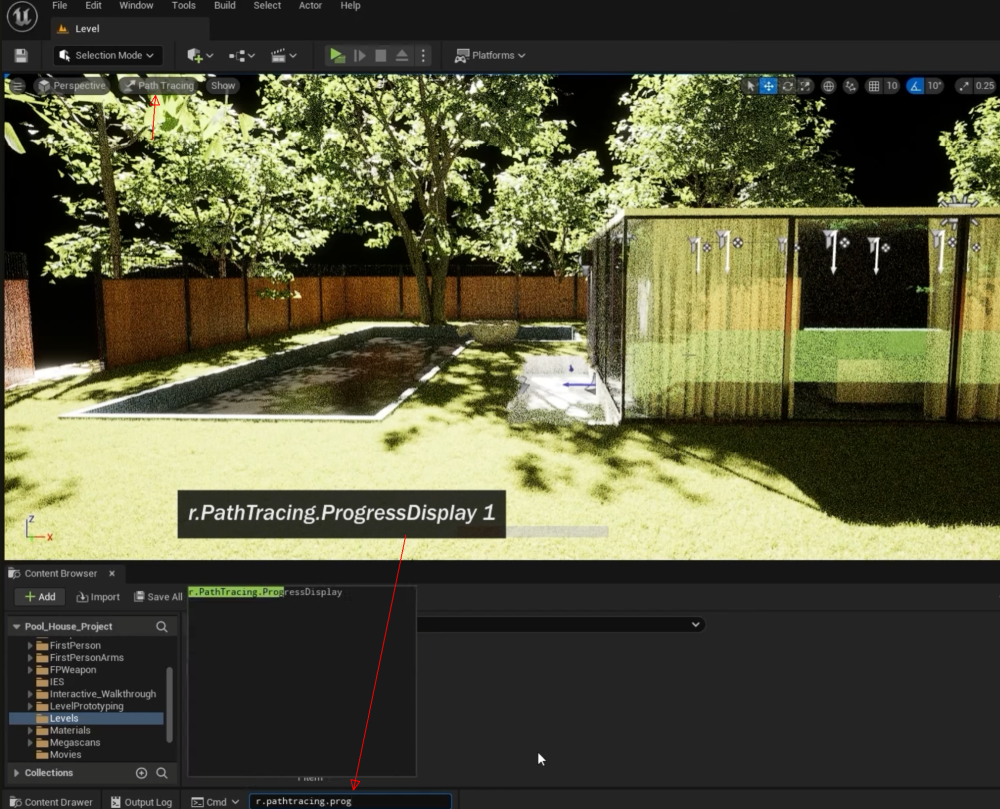 File Edit Window Tools Build Select Actor Help
Level
Selection Mode
Platforms
Perspective Path Tracing Show 10 10° 0.25
r.PathTracing.ProgressDisplay 1
Z
X
Content Browser
Add Import Save All
r.PathTracing.ProgressDisplay
Pool_House_Project
FirstPerson
FirstPersonArms
FPWeapon
IES
Interactive_Walkthrough
LevelPrototyping
Levels
Materials
Megascans
Movies
Collections
Content Drawer Output Log Cmd r.pathtracing.prog